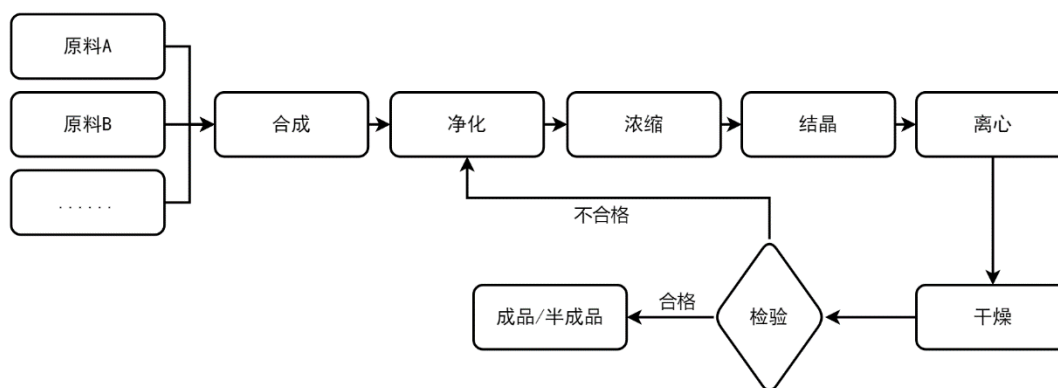 原料A
原料B
......
合成
净化
浓缩
结晶
离心
不合格
成品/半成品
合格
检验
干燥